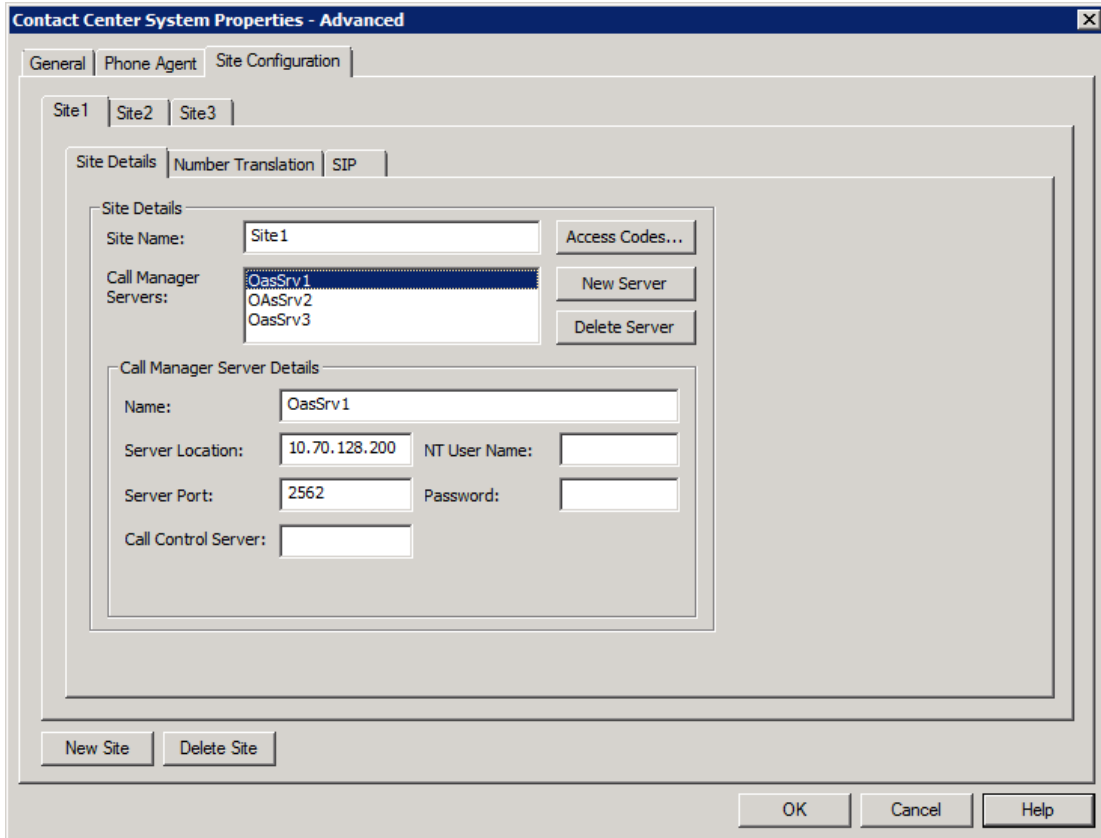 Contact Center System Properties - Advanced
General Phone Agent Site Configuration
Site1 Site2 Site3
Site Details Number Translation SIP
Site Details
Site Name: Site1 Access Codes...
Call Manager Servers:
OasSrv1 New Server
OAsSrv2
OasSrv3 Delete Server
Call Manager Server Details
Name: OasSrv1
Server Location: 10.70.128.200 NT User Name:
Server Port: 2562 Password:
Call Control Server:
New Site Delete Site
OK Cancel Help